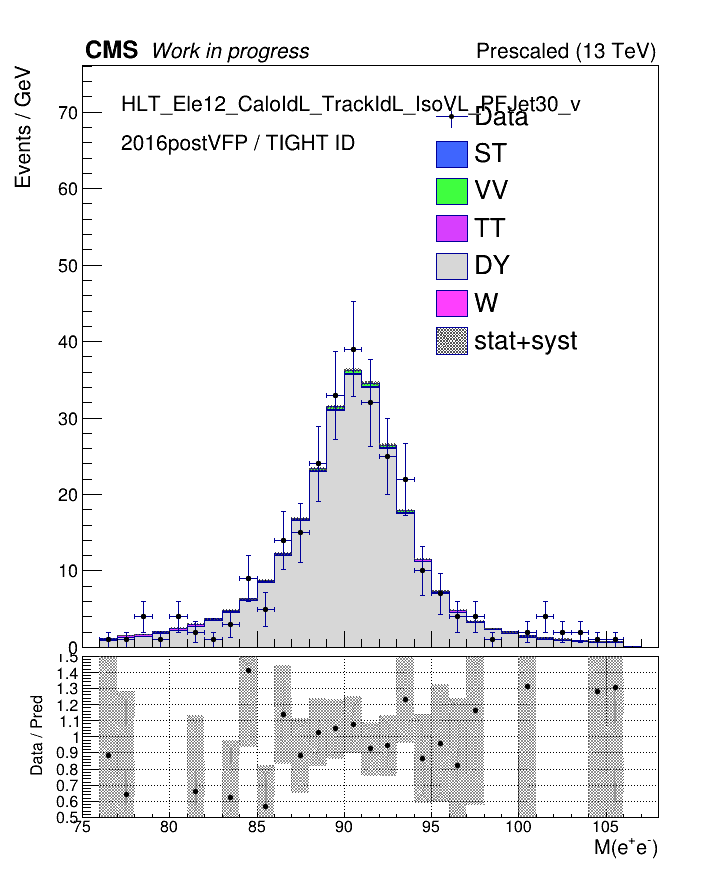 CMS Work in progress Prescaled (13 TeV)
Events / GeV
HLT_Ele12_CaloIdL_TrackIdL_IsoVL_PFJet30_v
2016postVFP / TIGHT ID
Data
ST
VV
TT
DY
W
stat+syst
70
60
50
40
30
20
10
0
Data / Pred
1.5
1.4
1.3
1.2
1.1
1
0.9
0.8
0.7
0.6
0.5
75 80 85 90 95 100 105
M(e⁺e⁻)